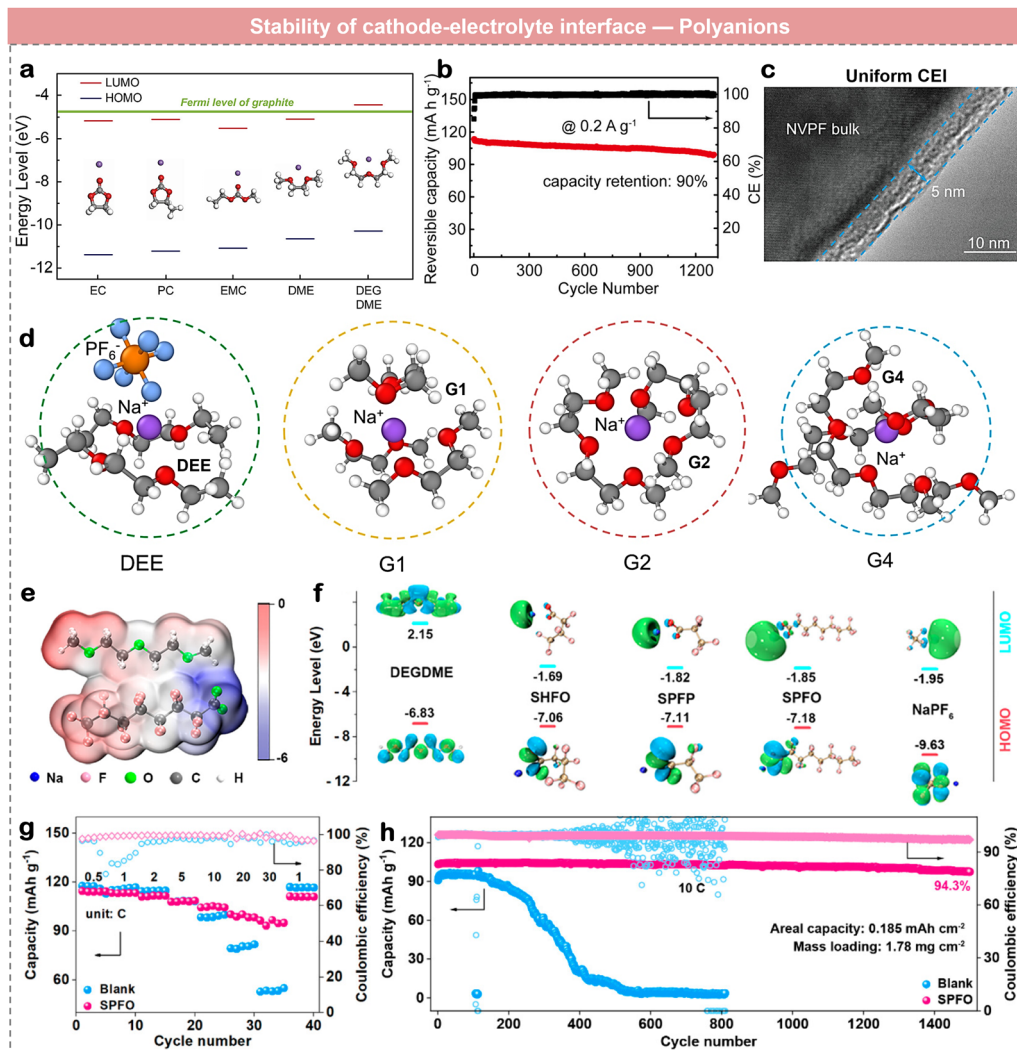 Stability of cathode-electrolyte interface — Polyanions
a
LUMO
HOMO
Fermi level of graphite
Energy Level (eV)
-4
-6
-8
-10
-12
EC PC EMC DME DEG
DME
b
Reversible capacity (mA h g⁻¹)
150
120
90
60
30
@ 0.2 A g⁻¹
capacity retention: 90%
100
80
60
40
20
CE (%)
0 300 600 900 1200
Cycle Number
c
Uniform CEI
NVPF bulk
5 nm
10 nm
d
PF₆⁻
Na⁺
DEE
DEE
G1
Na⁺
G1
Na⁺
G2
G2
G4
Na⁺
G4
e
0
-6
Na F O C H
f
Energy Level (eV)
4
0
-4
-8
-12
2.15
DEGDME
-6.83
-1.69
SHFO
-7.06
-1.82
SPFP
-7.11
-1.85
SPFO
-7.18
-1.95
NaPF₆
-9.63
LUMO
HOMO
g
Capacity (mAh g⁻¹)
150
120
90
60
0.5 1 2 5 10 20 30 1
unit: C
Blank
SPFO
100
80
60
40
20
0
Coulombic efficiency (%)
0 10 20 30 40
Cycle number
h
Capacity (mAh g⁻¹)
120
90
60
30
0
10 C
94.3%
Areal capacity: 0.185 mAh cm⁻²
Mass loading: 1.78 mg cm⁻²
Blank
SPFO
90
60
30
0
Coulombic efficiency (%)
0 200 400 600 800 1000 1200 1400
Cycle number